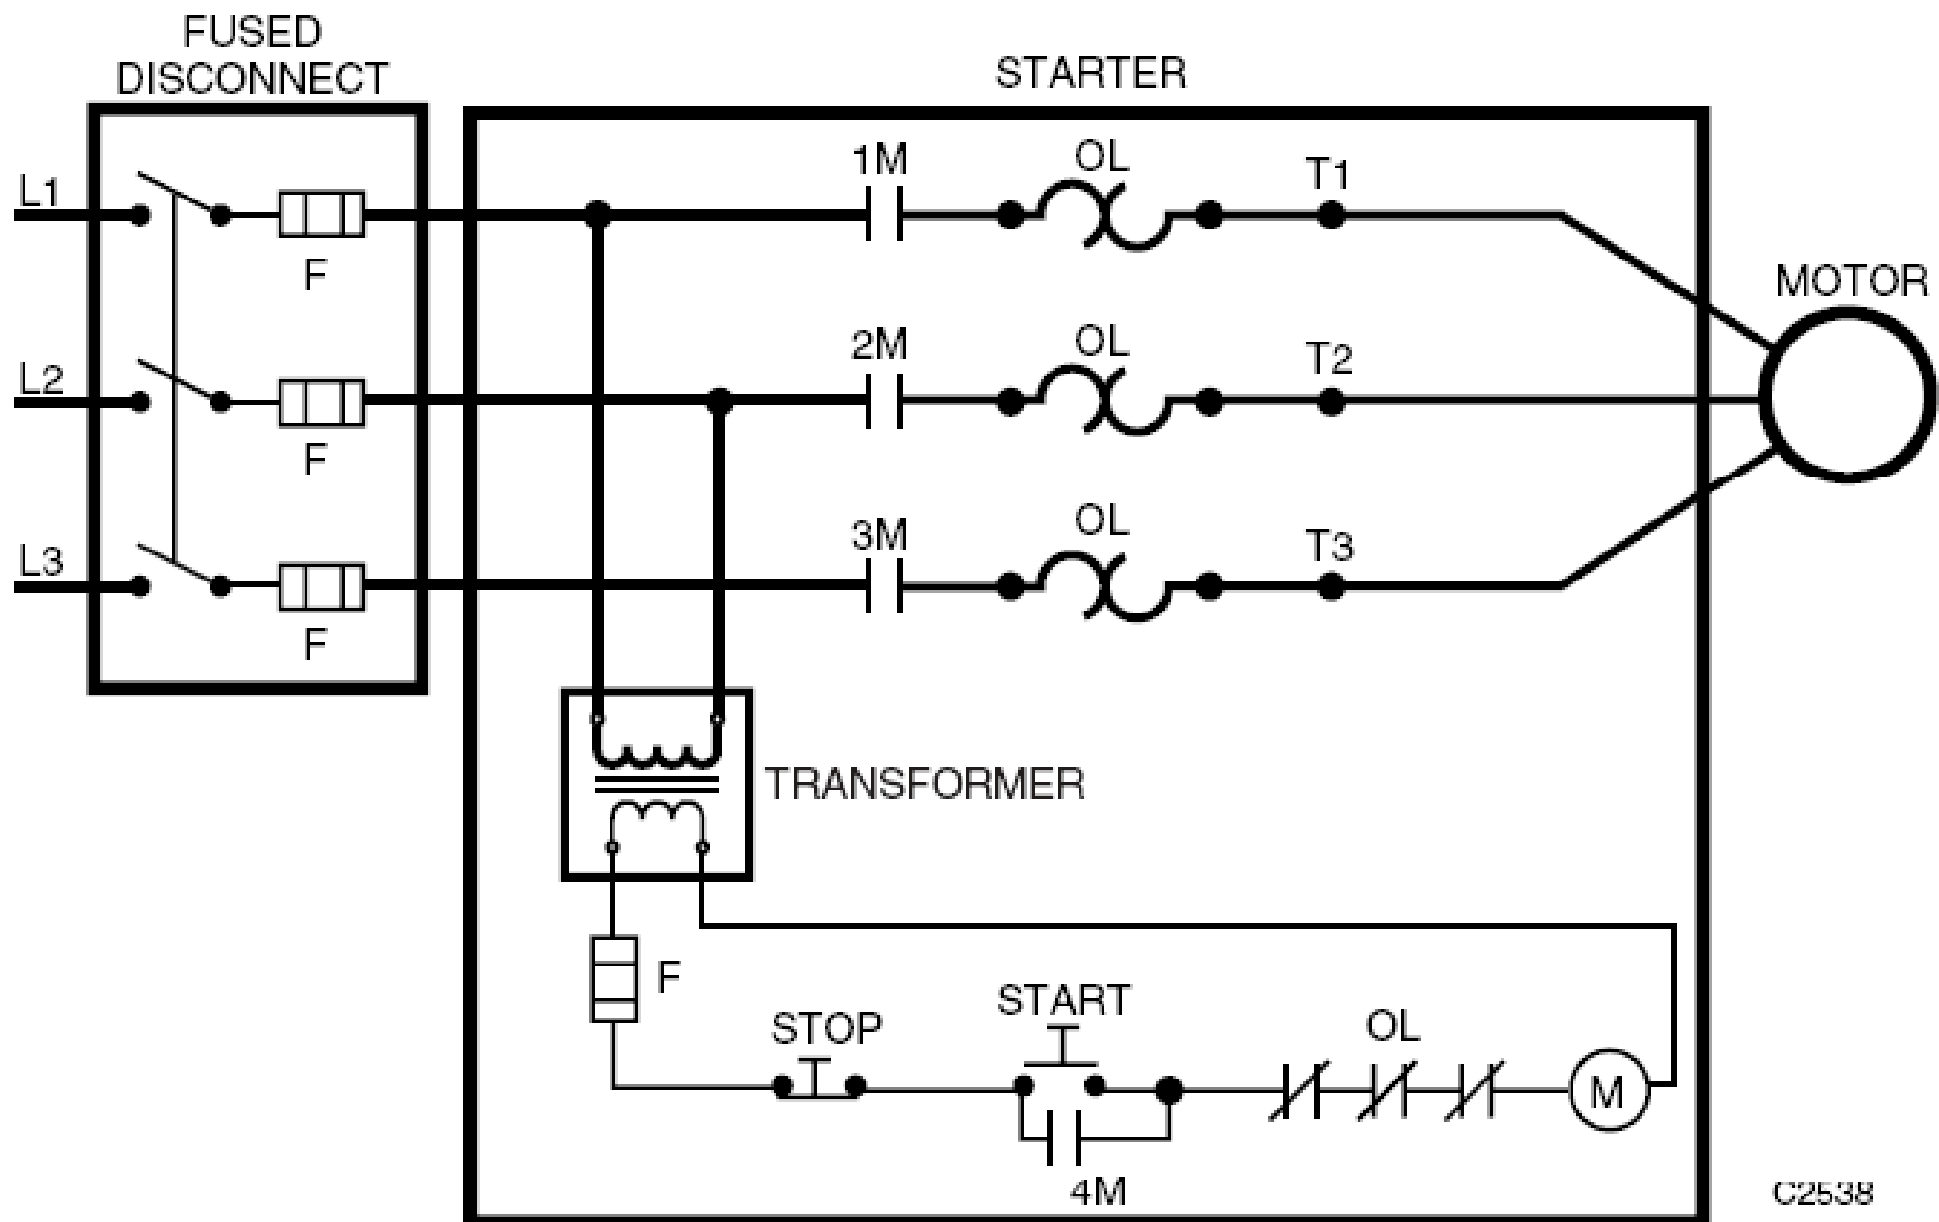 FUSED
DISCONNECT
STARTER
L1
F
1M
OL
T1
MOTOR
L2
F
2M
OL
T2
L3
F
3M
OL
T3
TRANSFORMER
F
STOP
START
OL
M
4M
C2538